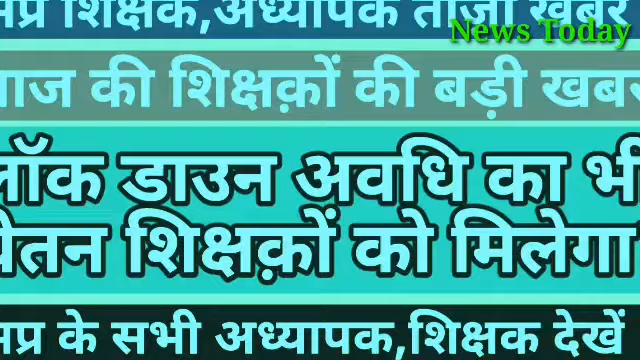 मप्र शिक्षक,अध्यापक ताज़ा खबर
News Today
आज की शिक्षक़ों की बड़ी खबर
लॉक डाउन अवधि का भी
वेतन शिक्षक़ों को मिलेगा
मप्र के सभी अध्यापक,शिक्षक देखें